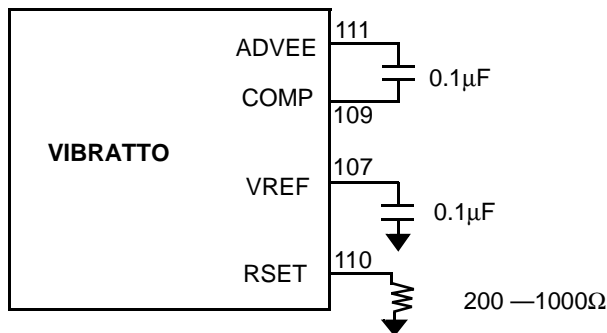 ADVEE
111
COMP
109
0.1μF
VIBRATTO
VREF
107
0.1μF
RSET
110
200 —1000Ω